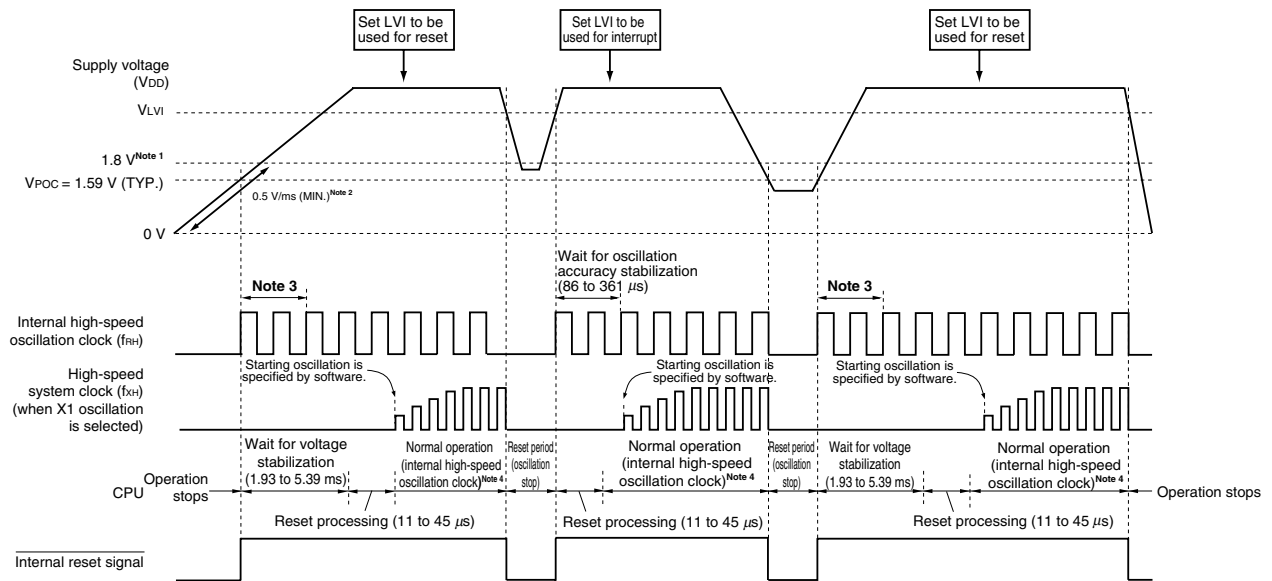 Set LVI to be
used for reset
Set LVI to be
used for interrupt
Set LVI to be
used for reset
Supply voltage
(VDD)
VLVI
1.8 V Note 1
VPOC = 1.59 V (TYP.)
0.5 V/ms (MIN.) Note 2
0 V
Wait for oscillation
accuracy stabilization
(86 to 361 μs)
Note 3
Note 3
Internal high-speed
oscillation clock (fRH)
High-speed
system clock (fXH)
(when X1 oscillation
is selected)
Starting oscillation is
specified by software.
Starting oscillation is
specified by software.
Starting oscillation is
specified by software.
CPU
Operation
stops
Wait for voltage
stabilization
(1.93 to 5.39 ms)
Normal operation
(internal high-speed
oscillation clock) Note 4
Reset period
(oscillation
stop)
Normal operation
(internal high-speed
oscillation clock) Note 4
Reset period
(oscillation
stop)
Wait for voltage
stabilization
(1.93 to 5.39 ms)
Normal operation
(internal high-speed
oscillation clock) Note 4
Operation stops
Reset processing (11 to 45 μs)
Reset processing (11 to 45 μs)
Reset processing (11 to 45 μs)
Internal reset signal